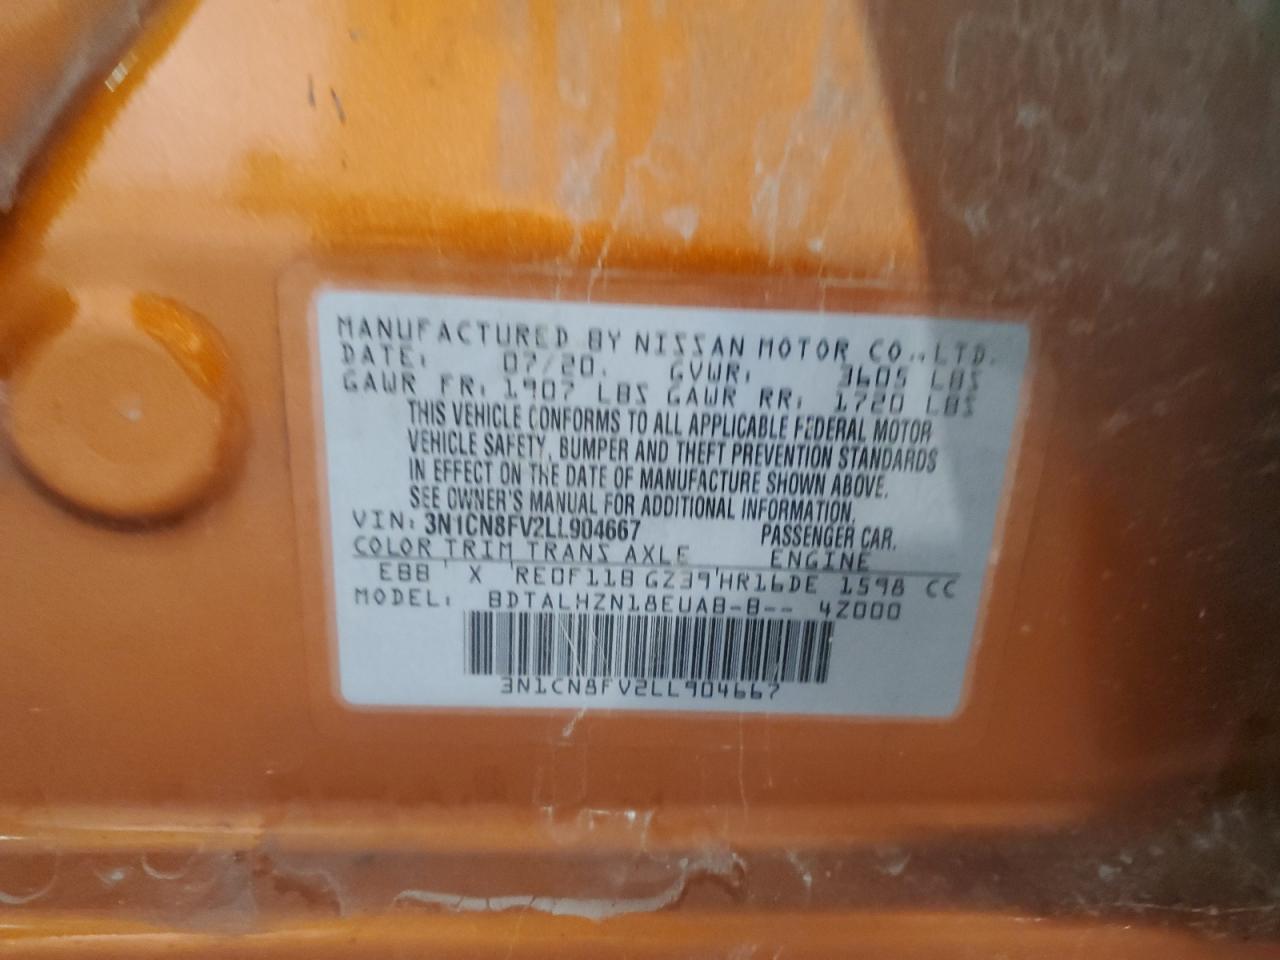 MANUFACTURED BY NISSAN MOTOR CO.,LTD.
DATE: 07/20. GVWR: 3605 LBS
GAWR FR: 1907 LBS GAWR RR: 1720 LBS
THIS VEHICLE CONFORMS TO ALL APPLICABLE FEDERAL MOTOR
VEHICLE SAFETY, BUMPER AND THEFT PREVENTION STANDARDS
IN EFFECT ON THE DATE OF MANUFACTURE SHOWN ABOVE.
SEE OWNER'S MANUAL FOR ADDITIONAL INFORMATION.
VIN: 3N1CN8FV2LL904667 PASSENGER CAR.
COLOR TRIM TRANS AXLE ENGINE
EBB X RE0F11B GZ39 HR16DE 1598 CC
MODEL: BDTALHZN18EUAB-B-- 4Z000
3N1CN8FV2LL904667